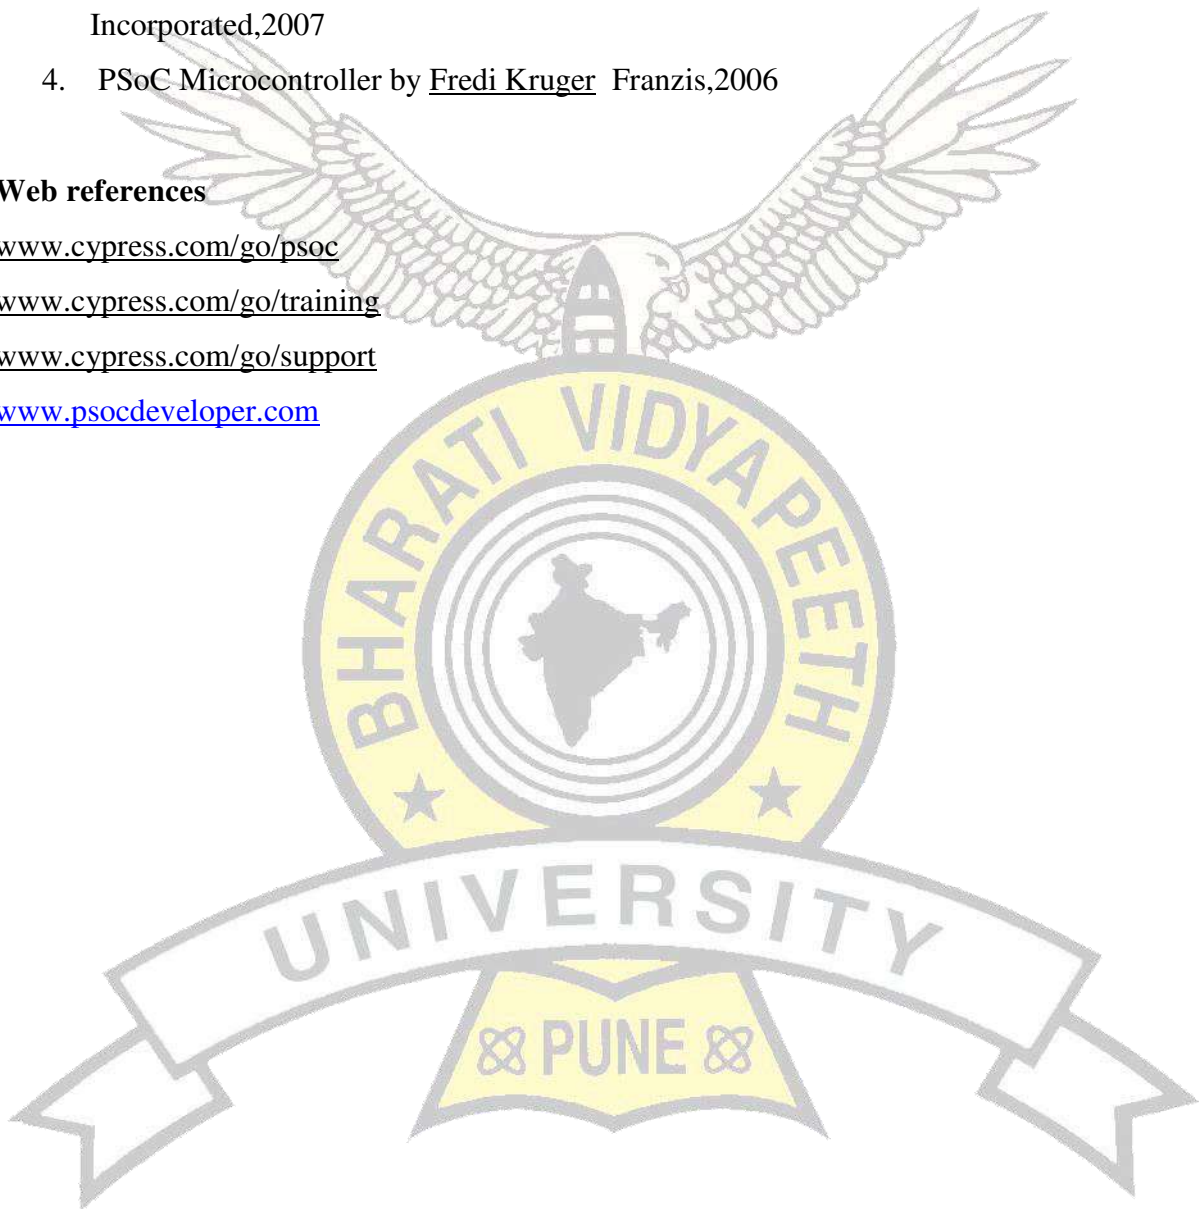 Incorporated,2007
4. PSoC Microcontroller by Fredi Kruger Franzis,2006
Web references
www.cypress.com/go/psoc
www.cypress.com/go/training
www.cypress.com/go/support
www.psocdeveloper.com
BHARATI VIDYAPEETH
UNIVERSITY
PUNE